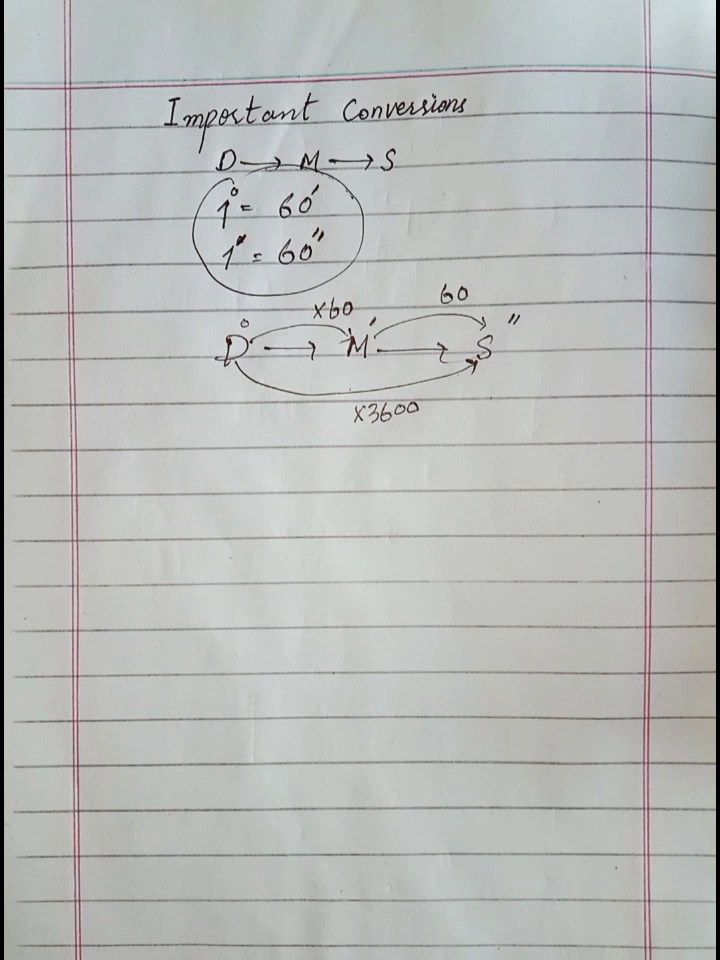 Important Conversions
D → M → S
1° = 60′
1′ = 60″
×60 60
D° → M′ → S″
×3600